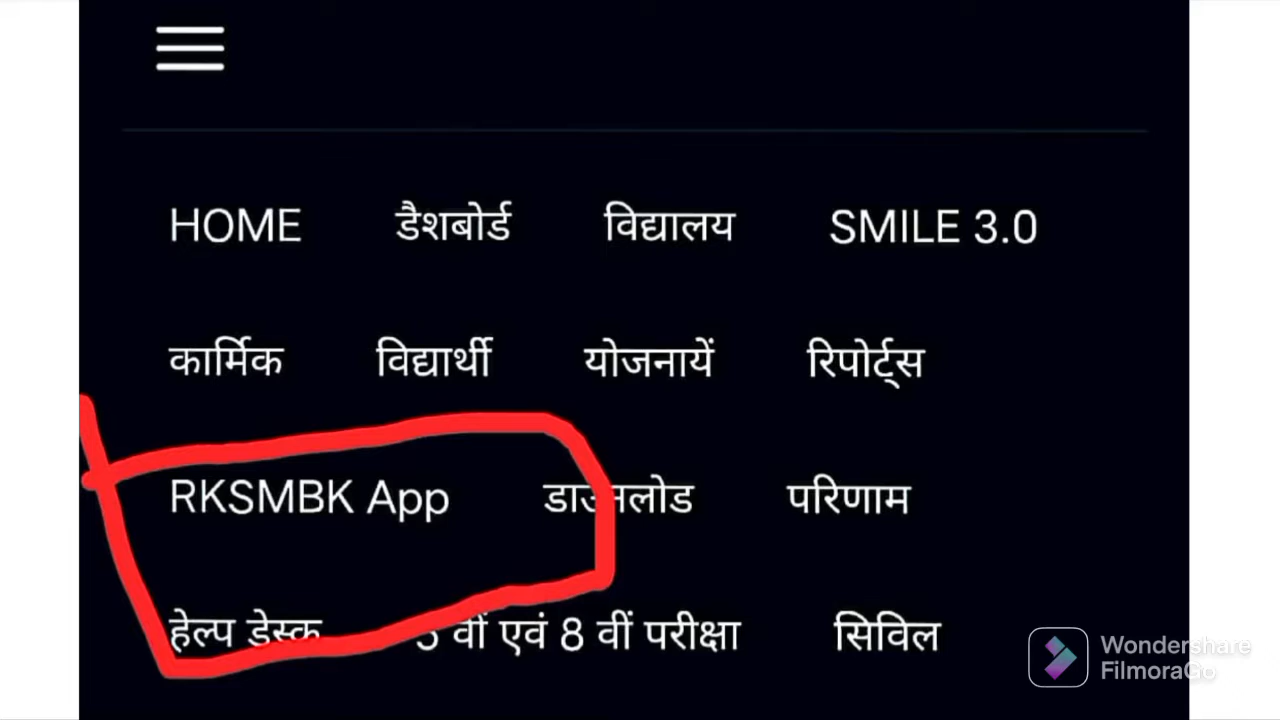 HOME डैशबोर्ड विद्यालय SMILE 3.0
कार्मिक विद्यार्थी योजनायें रिपोर्ट्स
RKSMBK App डाउनलोड परिणाम
हेल्प डेस्क 5 वीं एवं 8 वीं परीक्षा सिविल
Wondershare
FilmoraGo